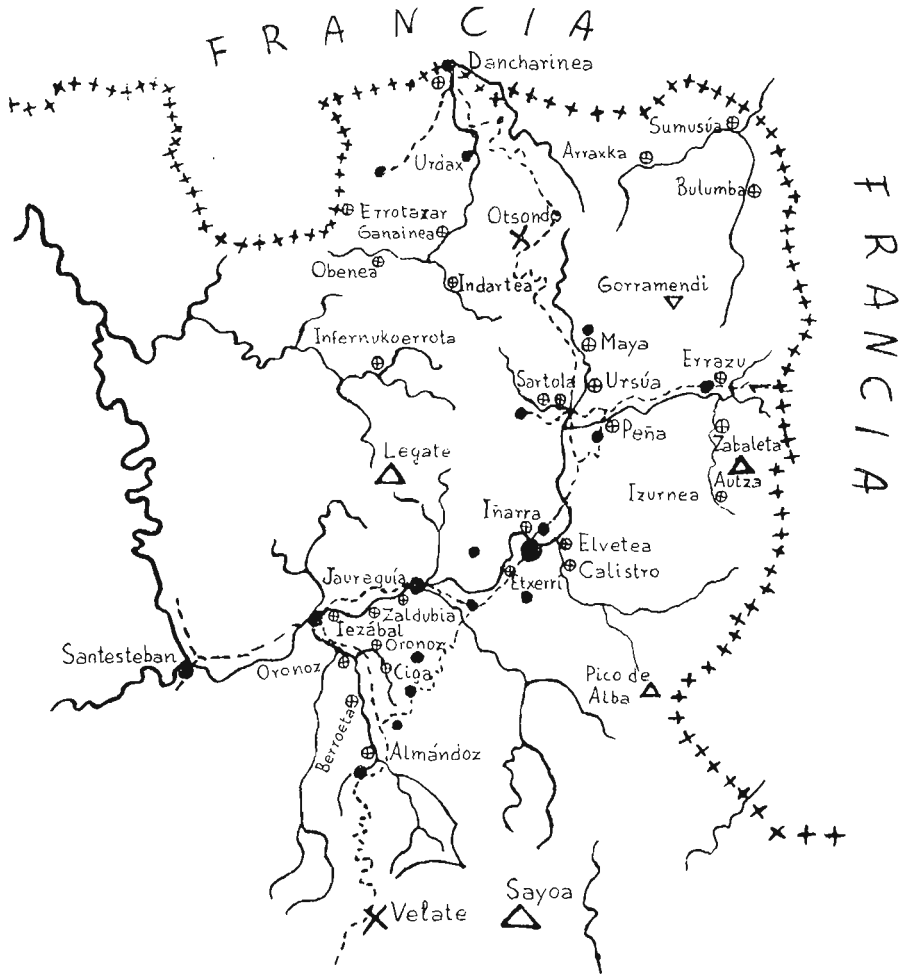 FRANCIA
Dancharinea
Sumusúa
Arraxka
Urdax
Bulumba
FRANCIA
Errotaxar
Ganainea
Otsondo
Obenea
Indartea
Gorramendi
Infernukoerrota
Maya
Errazu
Sartola
Ursúa
Peña
Zabaleta
Legate
Autza
Izurnea
Iñarra
Elvetea
Jaureguía
Etxerri
Calistro
Zaldubia
Tezábal
Santesteban
Oronoz
Oronoz
Ciga
Pico de
Alba
Berroeta
Almándoz
Sayoa
Velate